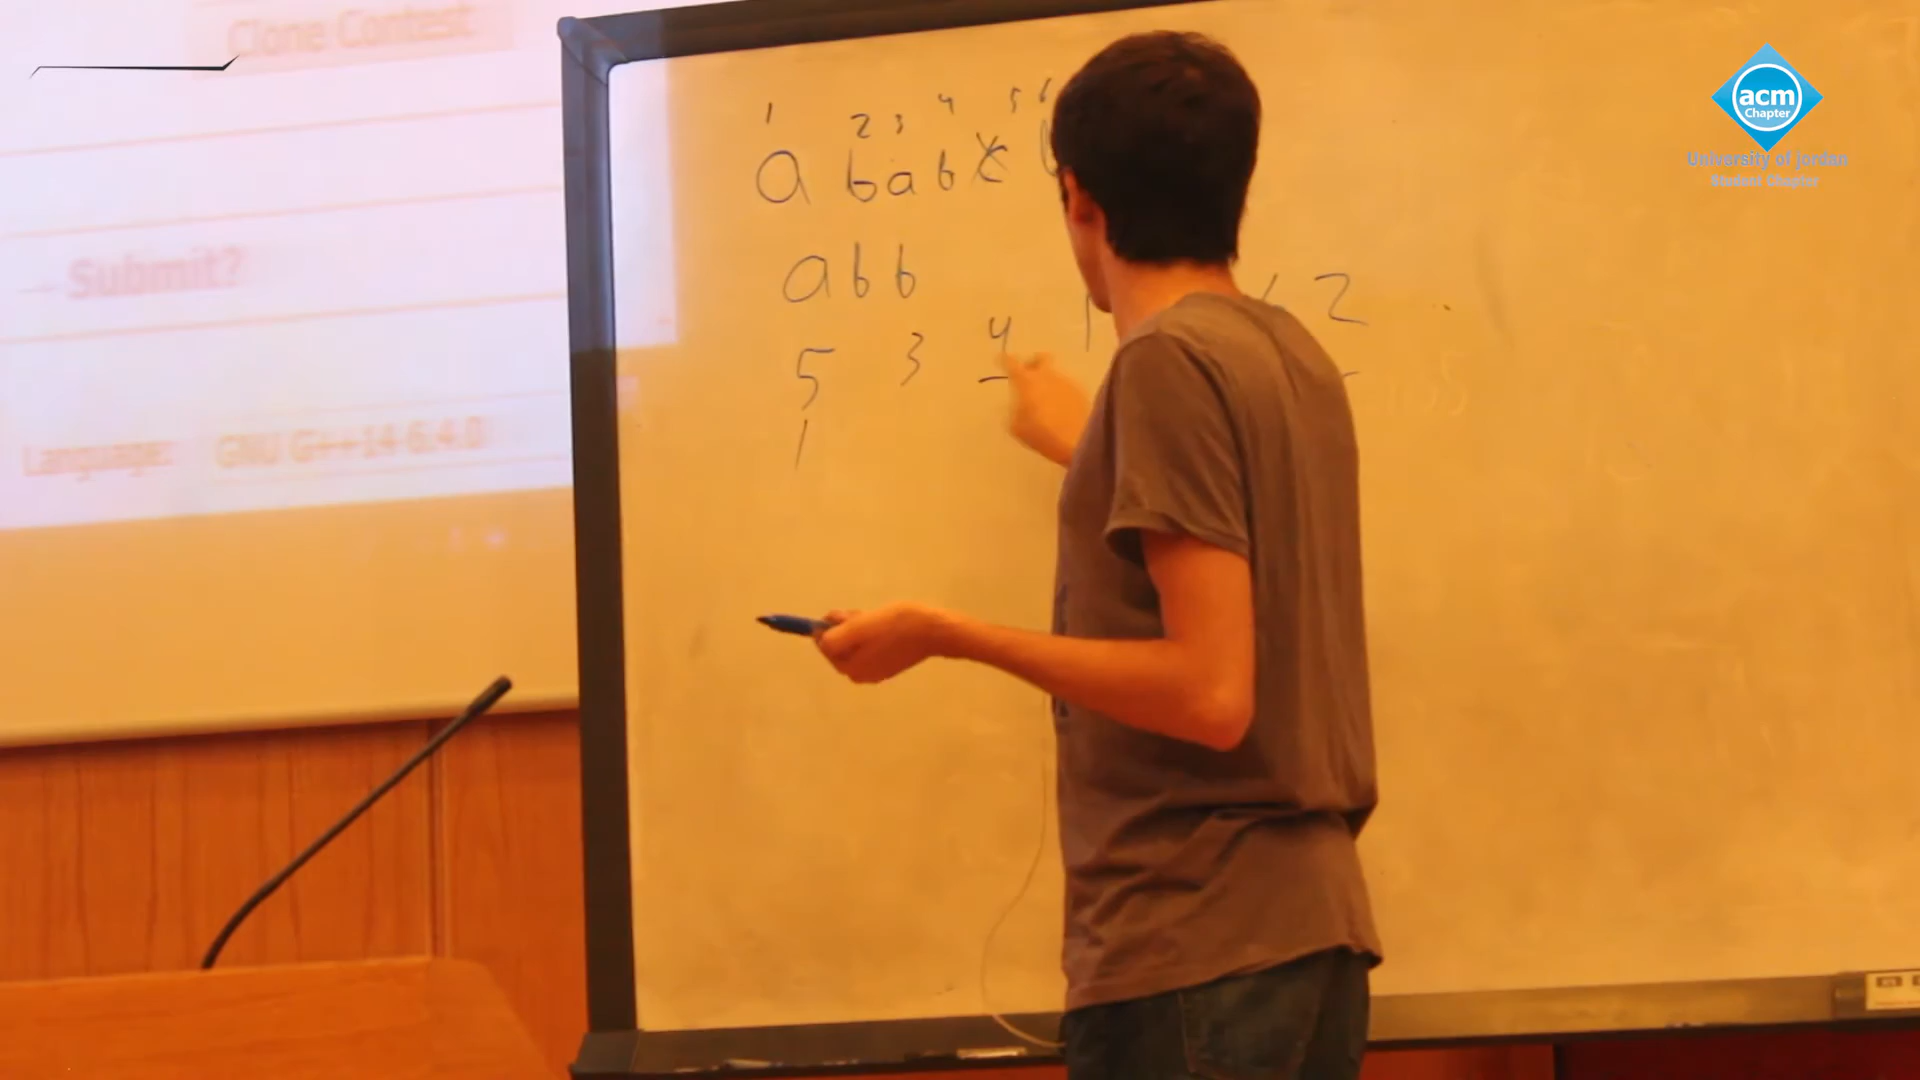 Clone Contest
Submit?
Language: GNU G++14 6.4.0
1 2 3 4 5 6
a b a b c
a b b
5 3 4 1 2
1
acm
Chapter
University of Jordan
Student Chapter